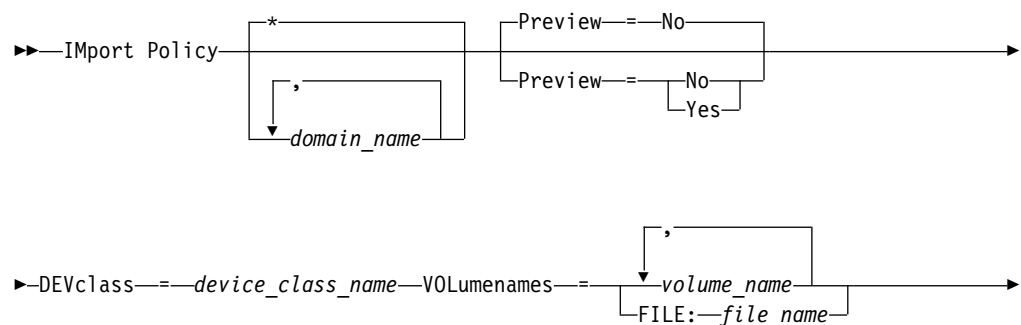 * Preview = No
IMport Policy
, Preview = No
Yes
domain_name
,
DEVclass = device_class_name VOLumenames = volume_name
FILE: file name